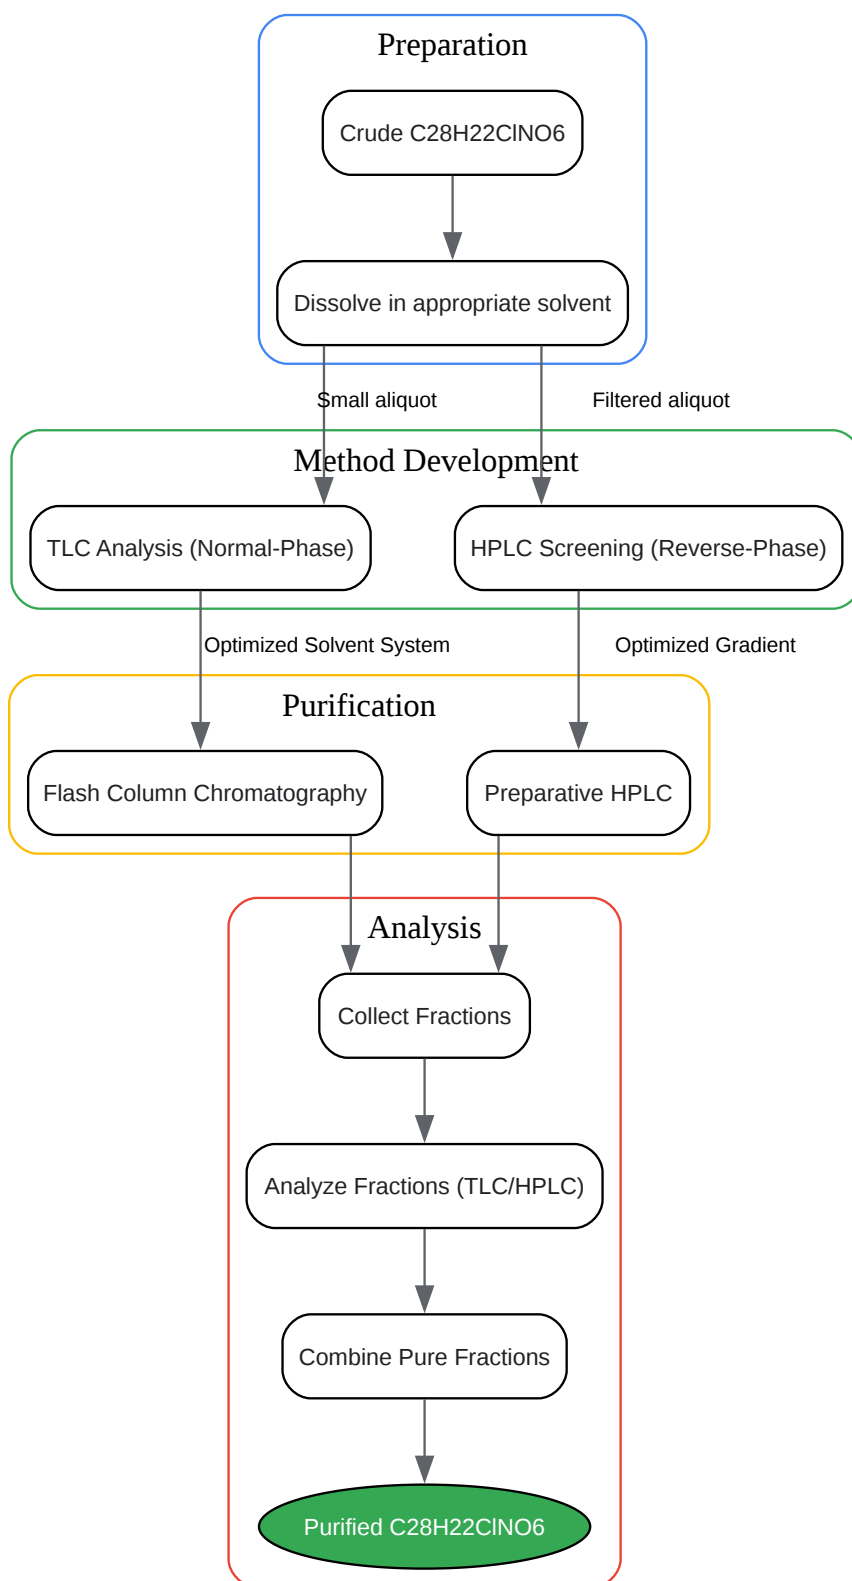 Preparation
Crude C28H22ClNO6
Dissolve in appropriate solvent
Small aliquot
Filtered aliquot
Method Development
TLC Analysis (Normal-Phase)
HPLC Screening (Reverse-Phase)
Optimized Solvent System
Optimized Gradient
Purification
Flash Column Chromatography
Preparative HPLC
Analysis
Collect Fractions
Analyze Fractions (TLC/HPLC)
Combine Pure Fractions
Purified C28H22ClNO6